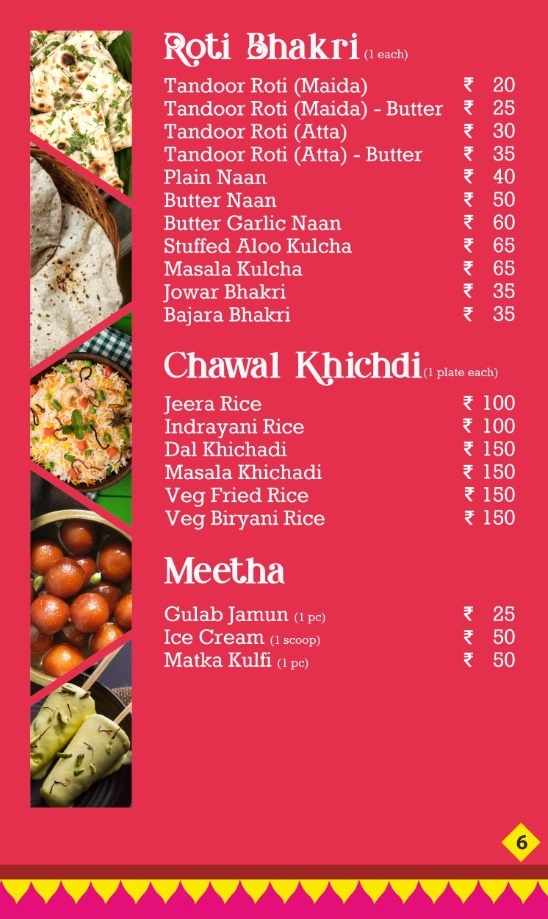 Roti Bhakri (1 each)
Tandoor Roti (Maida) ₹ 20
Tandoor Roti (Maida) - Butter ₹ 25
Tandoor Roti (Atta) ₹ 30
Tandoor Roti (Atta) - Butter ₹ 35
Plain Naan ₹ 40
Butter Naan ₹ 50
Butter Garlic Naan ₹ 60
Stuffed Aloo Kulcha ₹ 65
Masala Kulcha ₹ 65
Jowar Bhakri ₹ 35
Bajara Bhakri ₹ 35
Chawal Khichdi (1 plate each)
Jeera Rice ₹ 100
Indrayani Rice ₹ 100
Dal Khichadi ₹ 150
Masala Khichadi ₹ 150
Veg Fried Rice ₹ 150
Veg Biryani Rice ₹ 150
Meetha
Gulab Jamun (1 pc) ₹ 25
Ice Cream (1 scoop) ₹ 50
Matka Kulfi (1 pc) ₹ 50
6